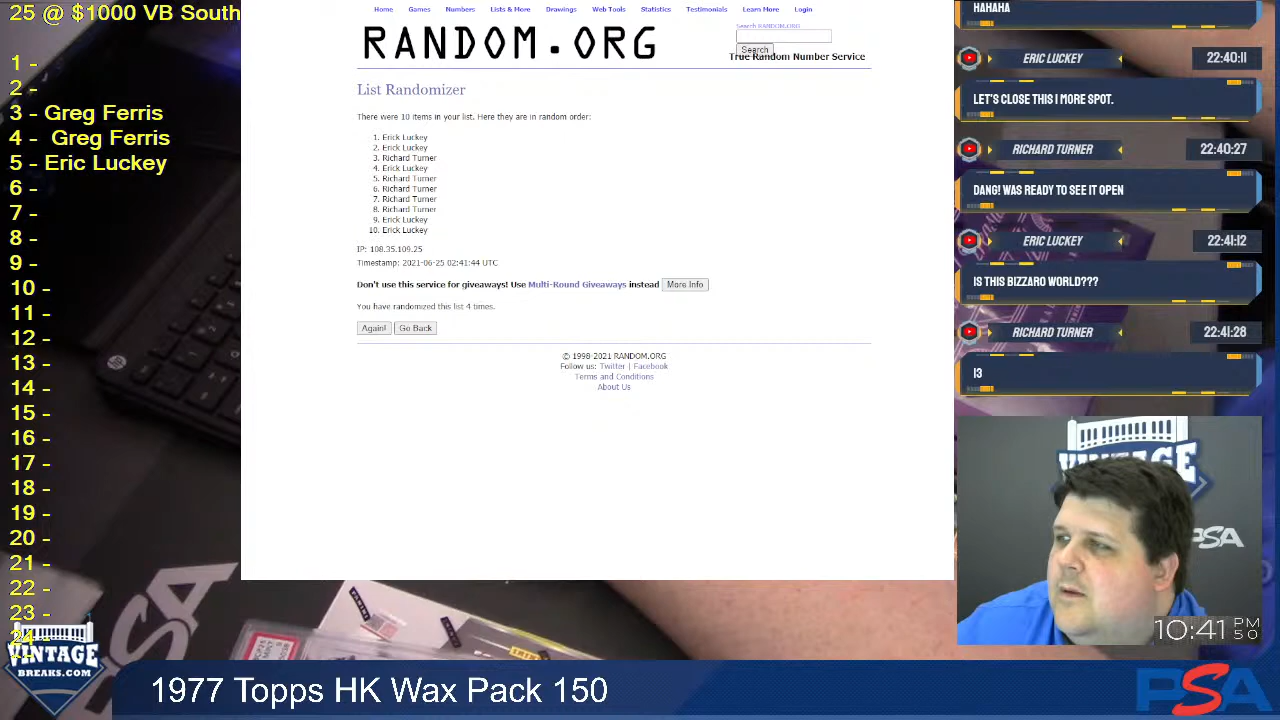 25 @ $1000 VB South
1 -
2 -
3 - Greg Ferris
4 - Greg Ferris
5 - Eric Luckey
6 -
7 -
8 -
9 -
10 -
11 -
12 -
13 -
14 -
15 -
16 -
17 -
18 -
19 -
20 -
21 -
22 -
23 -
24 -
VINTAGE
BREAKS.COM
Home Games Numbers Lists & More Drawings Web Tools Statistics Testimonials Learn More Login
RANDOM.ORG
Search RANDOM.ORG
Search
True Random Number Service
List Randomizer
There were 10 items in your list. Here they are in random order:
1. Erick Luckey
2. Erick Luckey
3. Richard Turner
4. Erick Luckey
5. Richard Turner
6. Richard Turner
7. Richard Turner
8. Richard Turner
9. Erick Luckey
10. Erick Luckey
IP: 108.35.109.25
Timestamp: 2021-06-25 02:41:44 UTC
Don't use this service for giveaways! Use Multi-Round Giveaways instead More Info
You have randomized this list 4 times.
Again! Go Back
© 1998-2021 RANDOM.ORG
Follow us: Twitter | Facebook
Terms and Conditions
About Us
HAHAHA
ERIC LUCKEY 22:40:11
LET'S CLOSE THIS 1 MORE SPOT.
RICHARD TURNER 22:40:27
DANG! WAS READY TO SEE IT OPEN
ERIC LUCKEY 22:41:12
IS THIS BIZZARO WORLD???
RICHARD TURNER 22:41:28
13
PSA
10:41 PM
50
1977 Topps HK Wax Pack 150
PSA